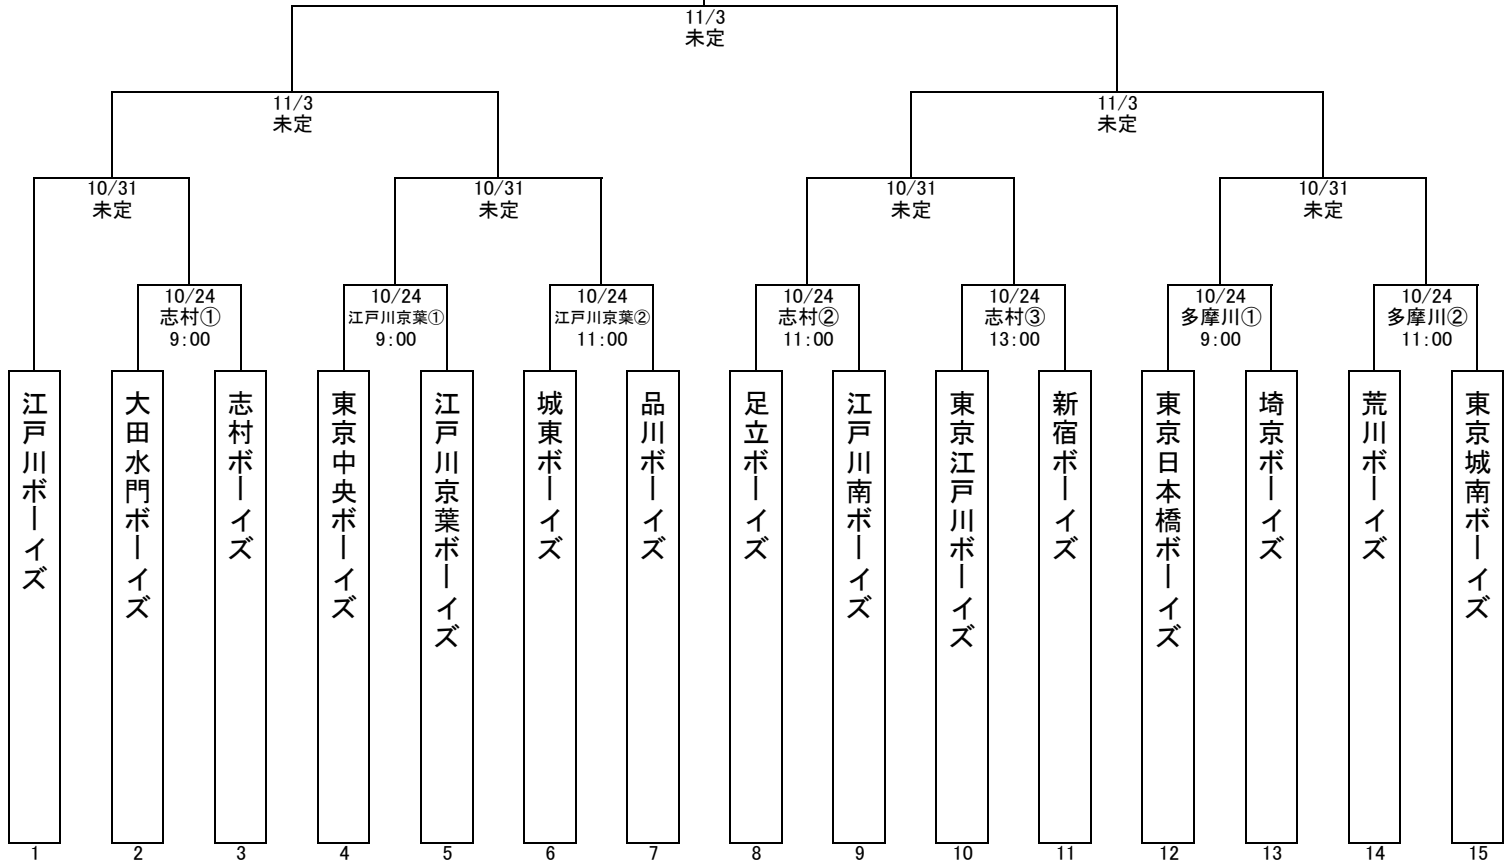 11/3
未定
11/3
未定
11/3
未定
10/31
未定
10/31
未定
10/31
未定
10/31
未定
10/24
志村①
9:00
10/24
江戸川京葉①
9:00
10/24
江戸川京葉②
11:00
10/24
志村②
11:00
10/24
志村③
13:00
10/24
多摩川①
9:00
10/24
多摩川②
11:00
江戸川ボーイズ
大田水門ボーイズ
志村ボーイズ
東京中央ボーイズ
江戸川京葉ボーイズ
城東ボーイズ
品川ボーイズ
足立ボーイズ
江戸川南ボーイズ
東京江戸川ボーイズ
新宿ボーイズ
東京日本橋ボーイズ
埼京ボーイズ
荒川ボーイズ
東京城南ボーイズ
1
2
3
4
5
6
7
8
9
10
11
12
13
14
15